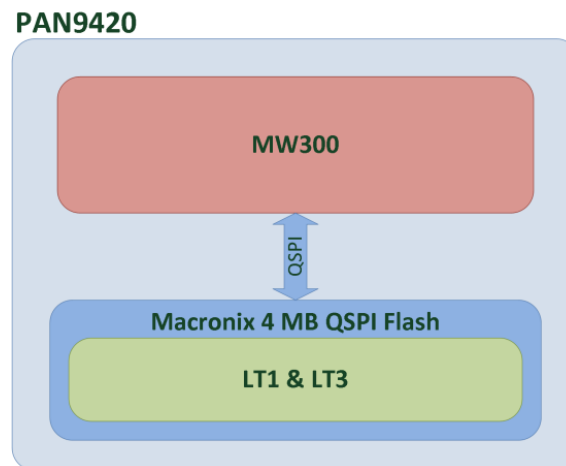 PAN9420
MW300
QSPI
Macronix 4 MB QSPI Flash
LT1 & LT3